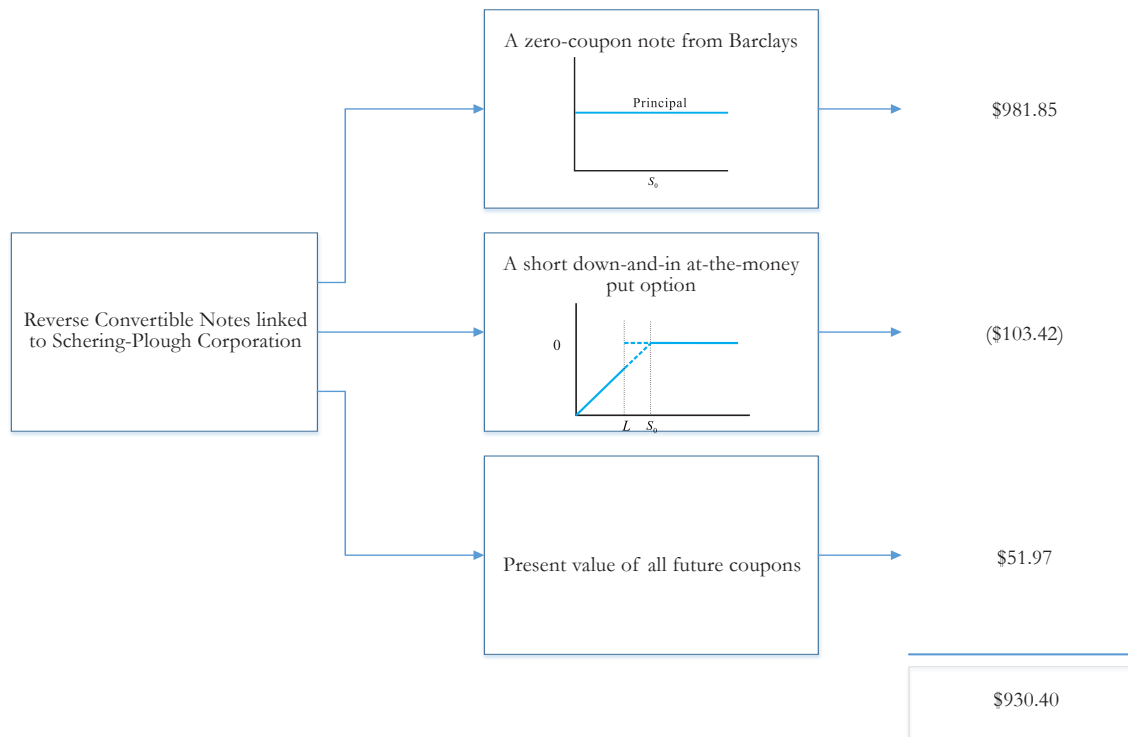 A zero-coupon note from Barclays
Principal
S₀
$981.85
Reverse Convertible Notes linked
to Schering-Plough Corporation
A short down-and-in at-the-money
put option
0
L S₀
($103.42)
Present value of all future coupons
$51.97
$930.40